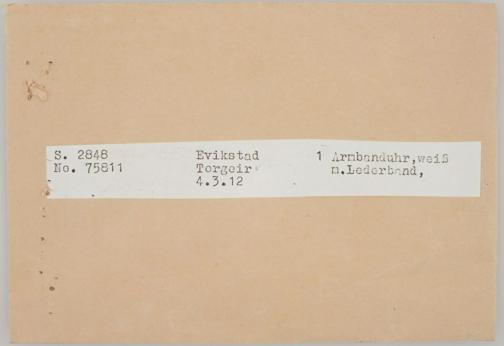 S. 2848 Evikstad 1 Armbanduhr,weiß
No. 75811 Torgeir m.Lederband,
4.3.12